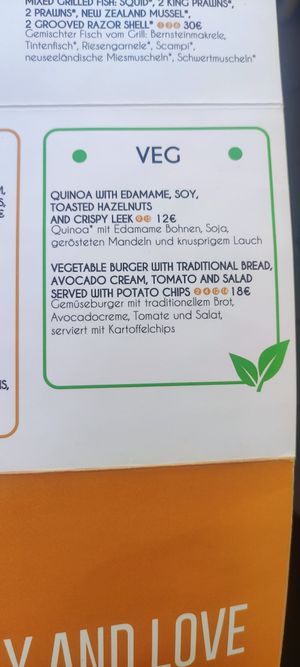 MIXED GRILLED FISH: SQUID*, 2 KING PRAWNS*,
2 PRAWNS*, NEW ZEALAND MUSSEL*,
2 GROOVED RAZOR SHELL* 30€
Gemischter Fisch vom Grill: Bernsteinmakrele,
Tintenfisch*, Riesengarnele*, Scampi*,
neuseeländische Miesmuscheln*, Schwertmuscheln*
VEG
QUINOA WITH EDAMAME, SOY,
TOASTED HAZELNUTS
AND CRISPY LEEK 12€
Quinoa* mit Edamame Bohnen, Soja,
gerösteten Mandeln und knusprigem Lauch
VEGETABLE BURGER WITH TRADITIONAL BREAD,
AVOCADO CREAM, TOMATO AND SALAD
SERVED WITH POTATO CHIPS 18€
Gemüseburger mit traditionellem Brot,
Avocadocreme, Tomate und Salat,
serviert mit Kartoffelchips
Y AND LOVE